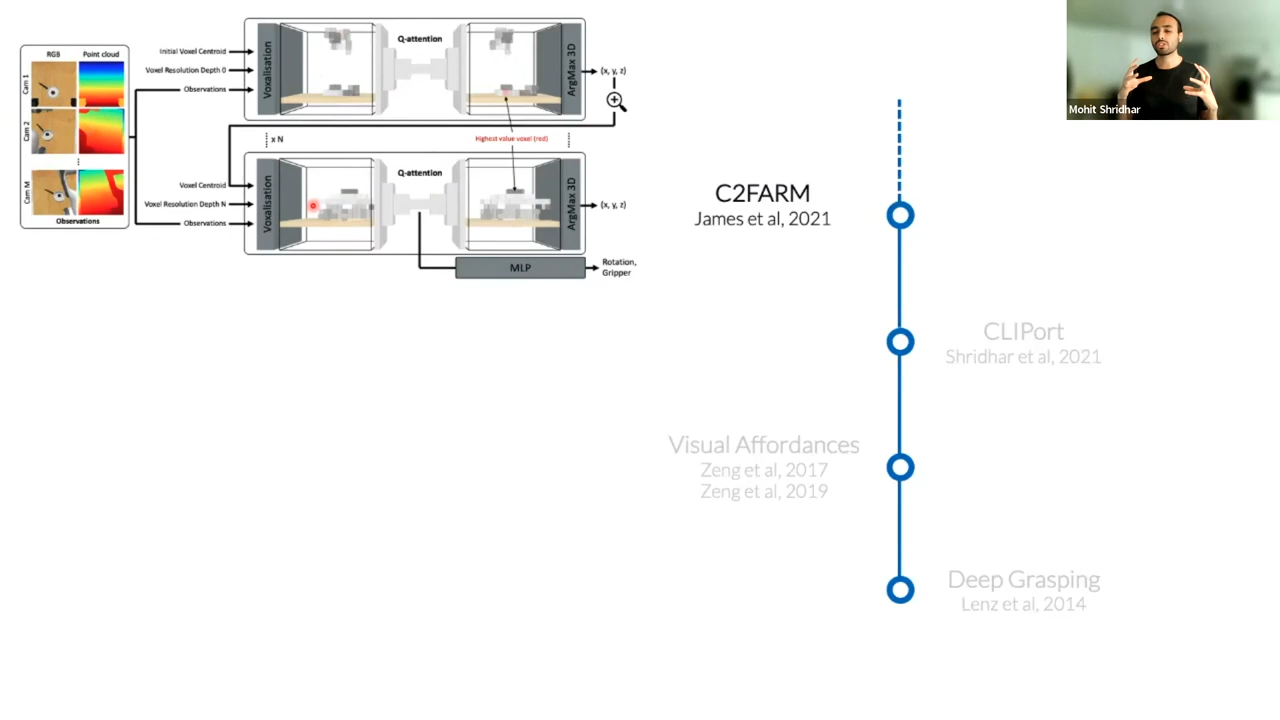 RGB
Point cloud
Cam 1
Cam 2
Cam M
Observations
Initial Voxel Centroid
Voxel Resolution Depth 0
Observations
Voxelisation
Q-attention
ArgMax 3D
(x, y, z)
x N
Highest value voxel (red)
Voxel Centroid
Voxel Resolution Depth N
Observations
Voxelisation
Q-attention
ArgMax 3D
(x, y, z)
MLP
Rotation,
Gripper
C2FARM
James et al, 2021
CLIPort
Shridhar et al, 2021
Visual Affordances
Zeng et al, 2017
Zeng et al, 2019
Deep Grasping
Lenz et al, 2014
Mohit Shridhar